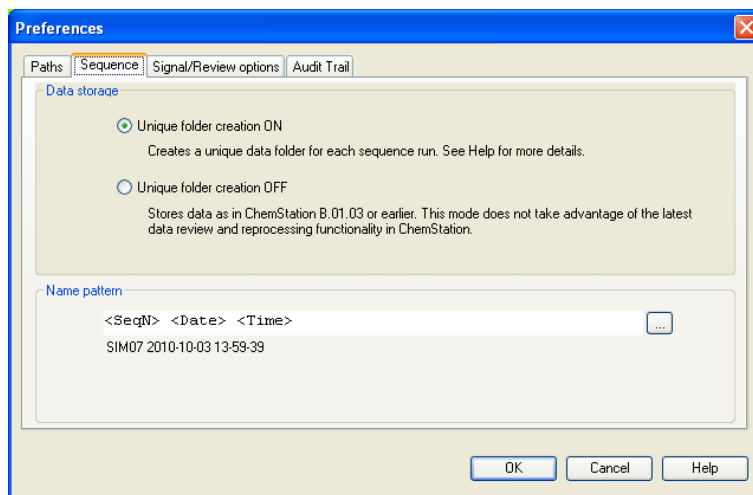 Preferences
Paths
Sequence
Signal/Review options
Audit Trail
Data storage
Unique folder creation ON
Creates a unique data folder for each sequence run. See Help for more details.
Unique folder creation OFF
Stores data as in ChemStation B.01.03 or earlier. This mode does not take advantage of the latest
data review and reprocessing functionality in ChemStation.
Name pattern
<SeqN> <Date> <Time>
...
SIM07 2010-10-03 13-59-39
OK
Cancel
Help